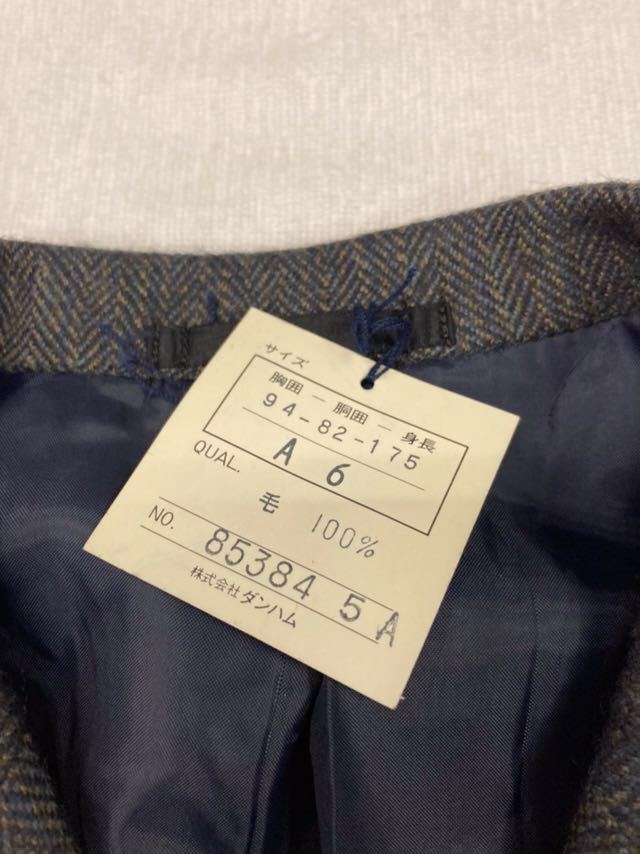 サイズ
胸囲 — 胴囲 — 身長
94-82-175
A 6
QUAL. 毛 100%
NO. 85384 5A
株式会社ダンハム